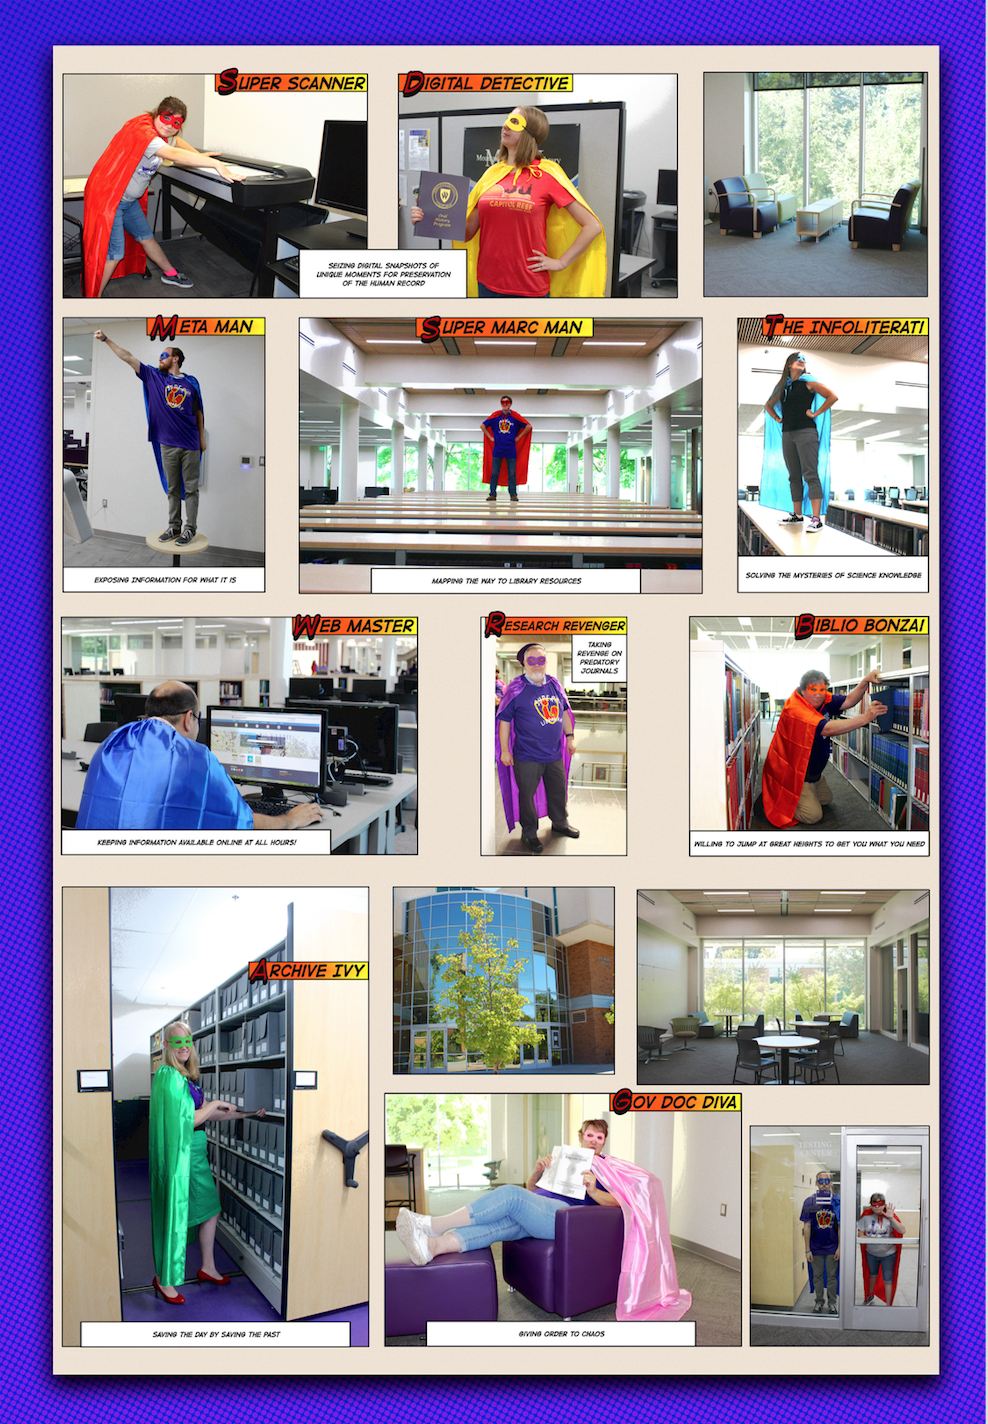 SUPER SCANNER
DIGITAL DETECTIVE
CAPITOL REEF
SEIZING DIGITAL SNAPSHOTS OF
UNIQUE MOMENTS FOR PRESERVATION
OF THE HUMAN RECORD
META MAN
SUPER MARC MAN
THE INFOLITERATI
EXPOSING INFORMATION FOR WHAT IT IS
MAPPING THE WAY TO LIBRARY RESOURCES
SOLVING THE MYSTERIES OF SCIENCE KNOWLEDGE
WEB MASTER
RESEARCH REVENGER
TAKING
REVENGE ON
PREDATORY
JOURNALS
BIBLIO BONZAI
KEEPING INFORMATION AVAILABLE ONLINE AT ALL HOURS!
WILLING TO JUMP AT GREAT HEIGHTS TO GET YOU WHAT YOU NEED
ARCHIVE IVY
SAVING THE DAY BY SAVING THE PAST
GOV DOC DIVA
GIVING ORDER TO CHAOS
TESTING
CENTER